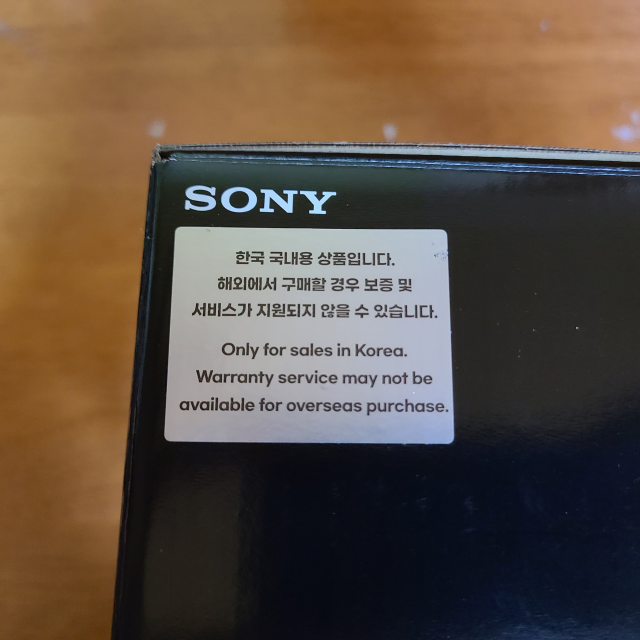 SONY
한국 국내용 상품입니다.
해외에서 구매할 경우 보증 및
서비스가 지원되지 않을 수 있습니다.
Only for sales in Korea.
Warranty service may not be
available for overseas purchase.